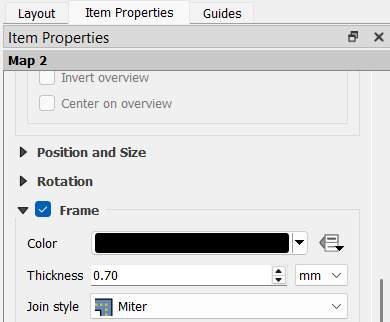 Layout
Item Properties
Guides
Item Properties
Map 2
Invert overview
Center on overview
Position and Size
Rotation
Frame
Color
Thickness 0.70 mm
Join style Miter